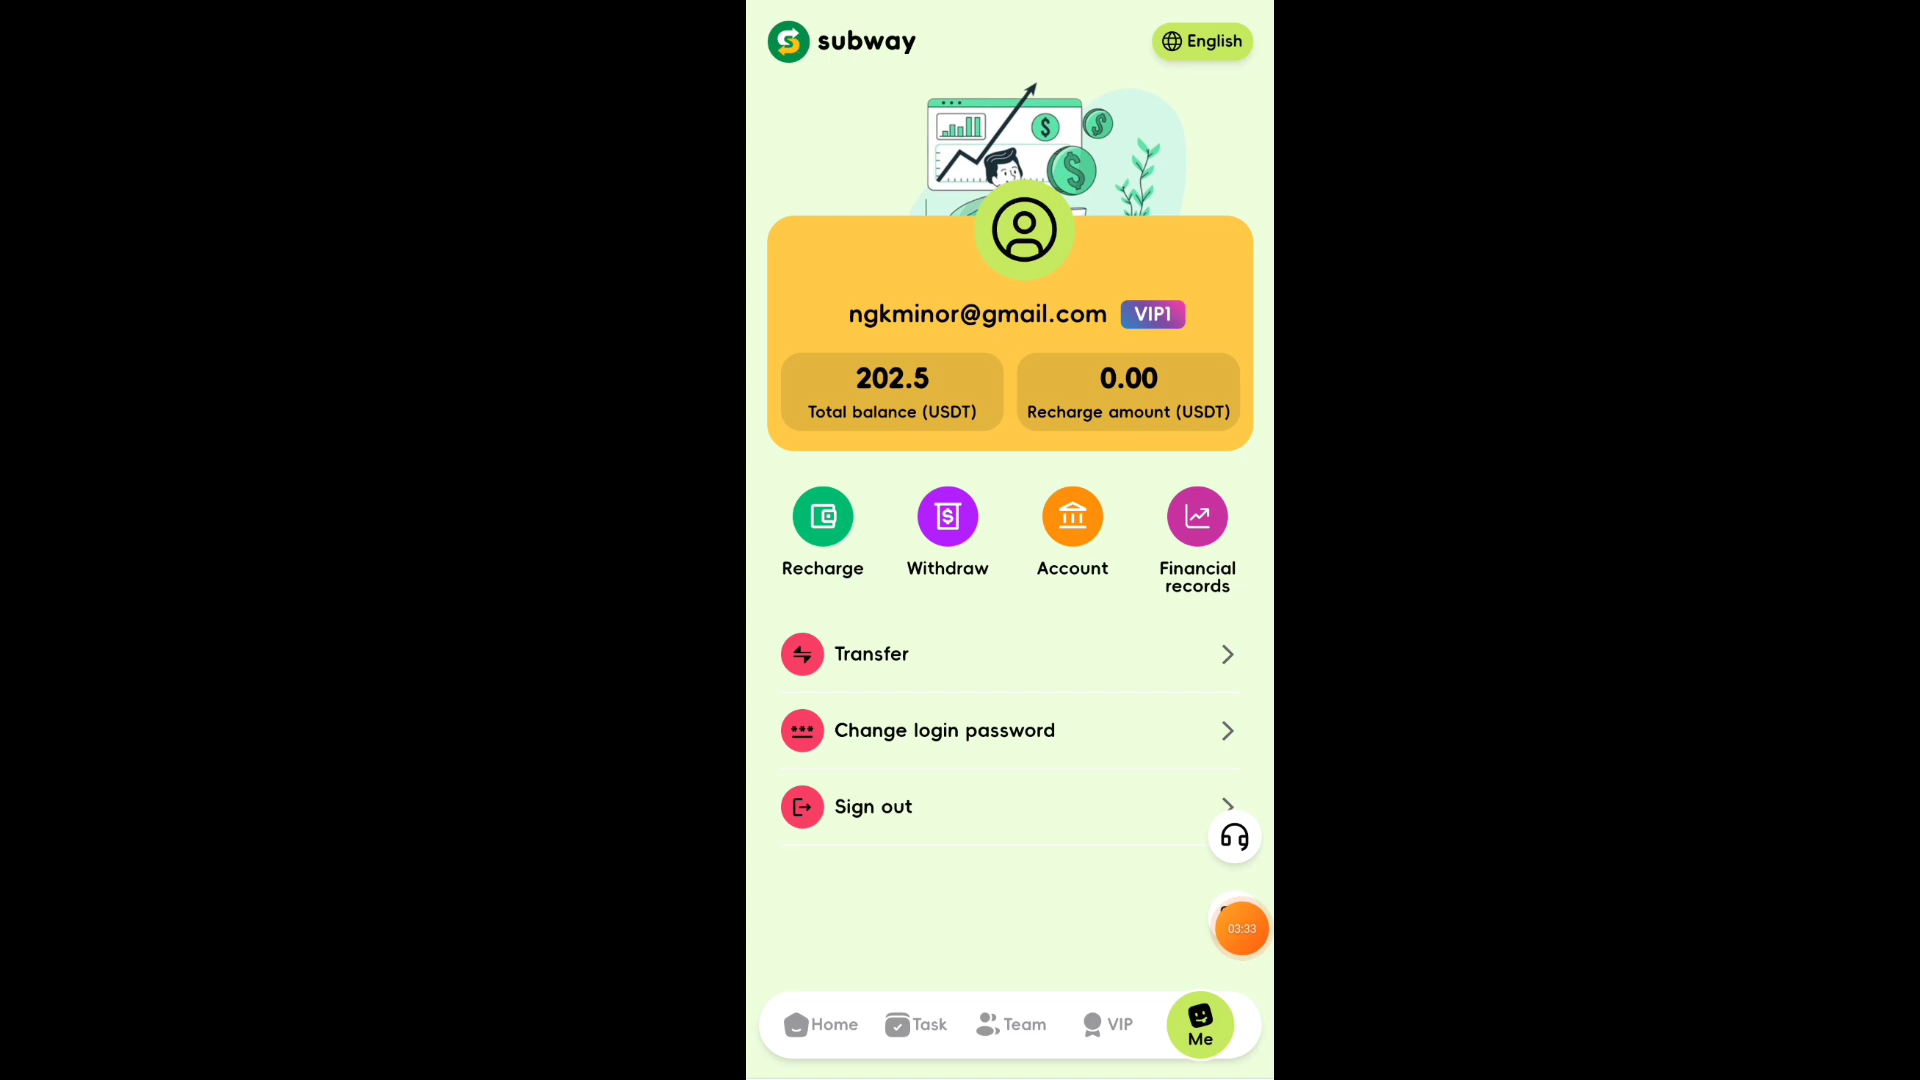 subway
English
ngkminor@gmail.com VIP1
202.5
Total balance (USDT)
0.00
Recharge amount (USDT)
Recharge
Withdraw
Account
Financial
records
Transfer
Change login password
Sign out
03:33
Home
Task
Team
VIP
Me